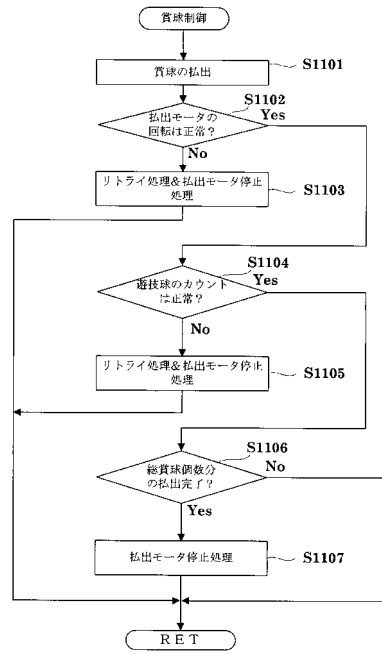 賞球制御
賞球の払出
S1101
払出モータの
回転は正常？
S1102
Yes
No
リトライ処理&払出モータ停止
処理
S1103
遊技球のカウント
は正常？
S1104
Yes
No
リトライ処理&払出モータ停止
処理
S1105
総賞球個数分
の払出完了？
S1106
No
Yes
払出モータ停止処理
S1107
RET